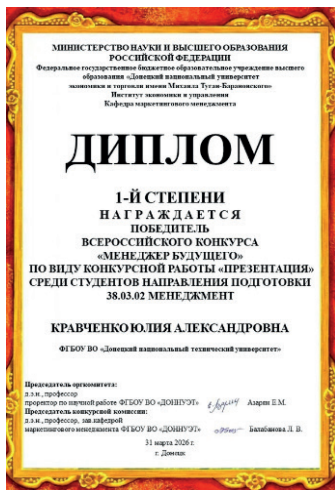 МИНИСТЕРСТВО НАУКИ И ВЫСШЕГО ОБРАЗОВАНИЯ
РОССИЙСКОЙ ФЕДЕРАЦИИ
Федеральное государственное бюджетное образовательное учреждение высшего
образования «Донецкий национальный университет
экономики и торговли имени Михаила Туган-Барановского»
Институт экономики и управления
Кафедра маркетингового менеджмента
ДИПЛОМ
1-Й СТЕПЕНИ
НАГРАЖДАЕТСЯ
ПОБЕДИТЕЛЬ
ВСЕРОССИЙСКОГО КОНКУРСА
«МЕНЕДЖЕР БУДУЩЕГО»
ПО ВИДУ КОНКУРСНОЙ РАБОТЫ «ПРЕЗЕНТАЦИЯ»
СРЕДИ СТУДЕНТОВ НАПРАВЛЕНИЯ ПОДГОТОВКИ
38.03.02 МЕНЕДЖМЕНТ
КРАВЧЕНКО ЮЛИЯ АЛЕКСАНДРОВНА
ФГБОУ ВО «Донецкий национальный технический университет»
Председатель оргкомитета:
д.э.н., профессор
проректор по научной работе ФГБОУ ВО «ДОННУЭТ» Азарян Е.М.
Председатель конкурсной комиссии:
д.э.н., профессор, зав.кафедрой
маркетингового менеджмента ФГБОУ ВО «ДОННУЭТ» Балабанова Л. В.
31 марта 2026 г.
г. Донецк